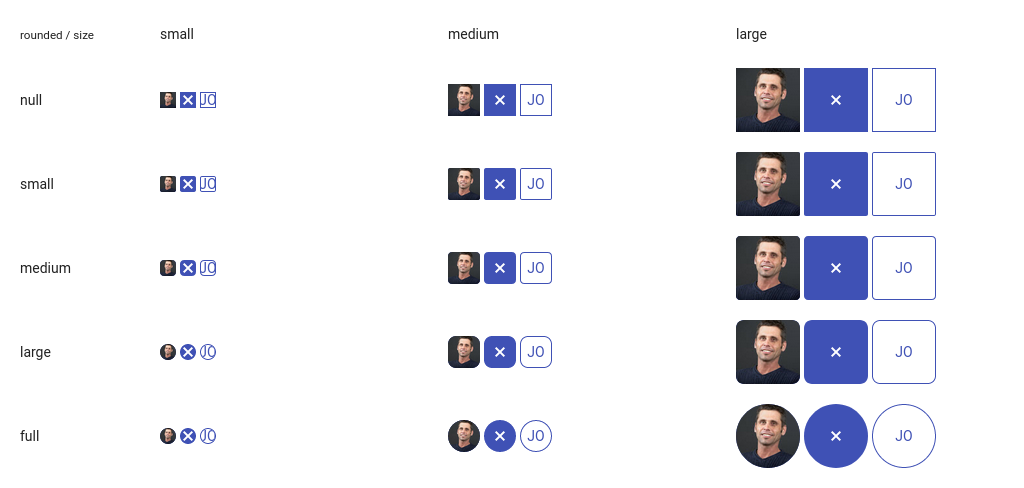 rounded / size small medium large
null JO JO JO
small JO JO JO
medium JO JO JO
large JO JO JO
full JO JO JO